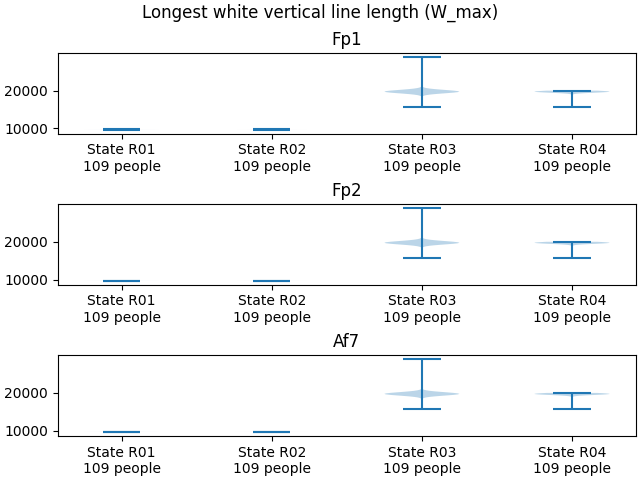 Longest white vertical line length (W_max)
Fp1
20000
10000
State R01 State R02 State R03 State R04
109 people 109 people 109 people 109 people
Fp2
20000
10000
State R01 State R02 State R03 State R04
109 people 109 people 109 people 109 people
Af7
20000
10000
State R01 State R02 State R03 State R04
109 people 109 people 109 people 109 people